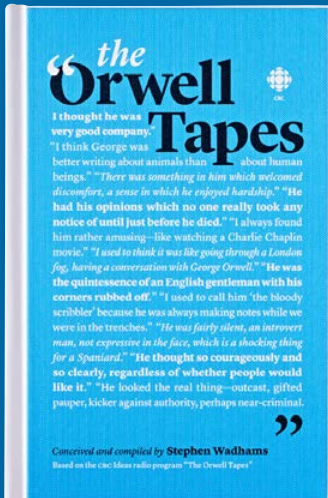 “the
Orwell
Tapes
CBC
I thought he was
very good company.”
“I think George was
better writing about animals than about human
beings.” “There was something in him which welcomed
discomfort, a sense in which he enjoyed hardship.” “He
had his opinions which no one really took any
notice of until just before he died.” “I always found
him rather amusing—like watching a Charlie Chaplin
movie.” “I used to think it was like going through a London
fog, having a conversation with George Orwell.” “He was
the quintessence of an English gentleman with his
corners rubbed off.” “I used to call him ‘the bloody
scribbler’ because he was always making notes while we
were in the trenches.” “He was fairly silent, an introvert
man, not expressive in the face, which is a shocking thing
for a Spaniard.” “He thought so courageously and
so clearly, regardless of whether people would
like it.” “He looked the real thing—outcast, gifted
pauper, kicker against authority, perhaps near-criminal.
”
Conceived and compiled by Stephen Wadhams
Based on the CBC Ideas radio program “The Orwell Tapes”